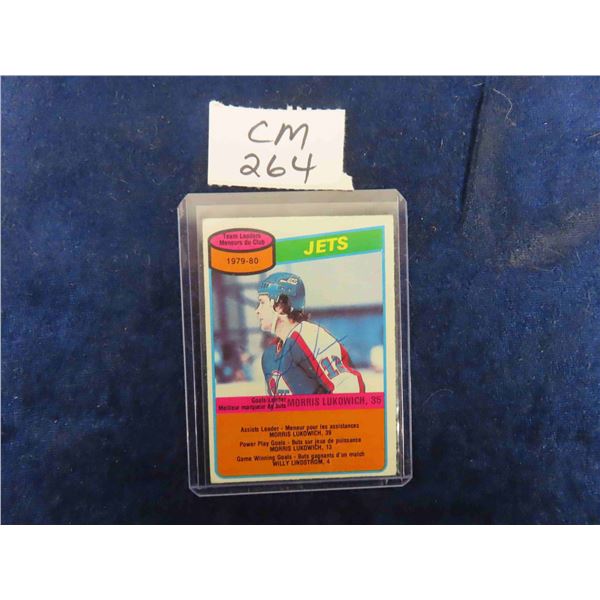 CM
264
Team Leaders
Meneurs du Club
1979-80
JETS
12
Goals Leader
Meilleur marqueur de buts
MORRIS LUKOWICH, 35
Assists Leader - Meneur pour les assistances
MORRIS LUKOWICH, 39
Power Play Goals - Buts sur jeux de puissance
MORRIS LUKOWICH, 13
Game Winning Goals - Buts gagnants d'un match
WILLY LINDSTROM, 4